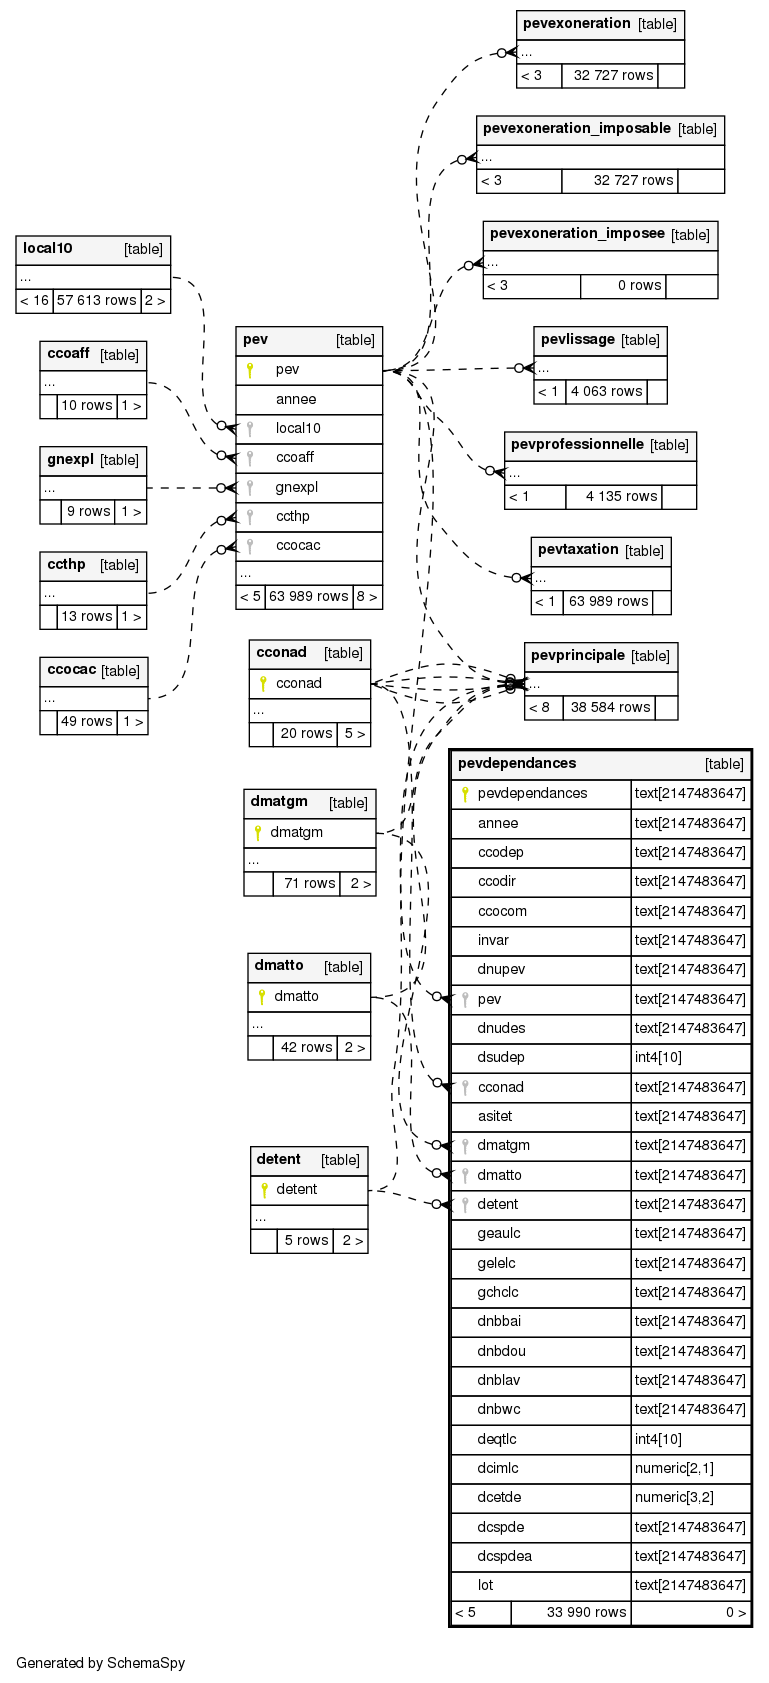 pevexoneration [table]
...
< 3 32 727 rows
pevexoneration_imposable [table]
...
< 3 32 727 rows
pevexoneration_imposee [table]
...
< 3 0 rows
local10 [table]
...
< 16 57 613 rows 2 >
pev [table]
pev
annee
local10
ccoaff
gnexpl
ccthp
ccocac
...
< 5 63 989 rows 8 >
pevlissage [table]
...
< 1 4 063 rows
ccoaff [table]
...
10 rows 1 >
pevprofessionnelle [table]
...
< 1 4 135 rows
gnexpl [table]
...
9 rows 1 >
pevtaxation [table]
...
< 1 63 989 rows
ccthp [table]
...
13 rows 1 >
pevprincipale [table]
...
< 8 38 584 rows
ccocac [table]
...
49 rows 1 >
cconad [table]
cconad
...
20 rows 5 >
dmatgm [table]
dmatgm
...
71 rows 2 >
dmatto [table]
dmatto
...
42 rows 2 >
detent [table]
detent
...
5 rows 2 >
pevdependances [table]
pevdependances text[2147483647]
annee text[2147483647]
ccodep text[2147483647]
ccodir text[2147483647]
ccocom text[2147483647]
invar text[2147483647]
dnupev text[2147483647]
pev text[2147483647]
dnudes text[2147483647]
dsudep int4[10]
cconad text[2147483647]
asitet text[2147483647]
dmatgm text[2147483647]
dmatto text[2147483647]
detent text[2147483647]
geaulc text[2147483647]
gelelc text[2147483647]
gchclc text[2147483647]
dnbbai text[2147483647]
dnbdou text[2147483647]
dnblav text[2147483647]
dnbwc text[2147483647]
deqtlc int4[10]
dcimlc numeric[2,1]
dcetde numeric[3,2]
dcspde text[2147483647]
dcspdea text[2147483647]
lot text[2147483647]
< 5 33 990 rows 0 >
Generated by SchemaSpy